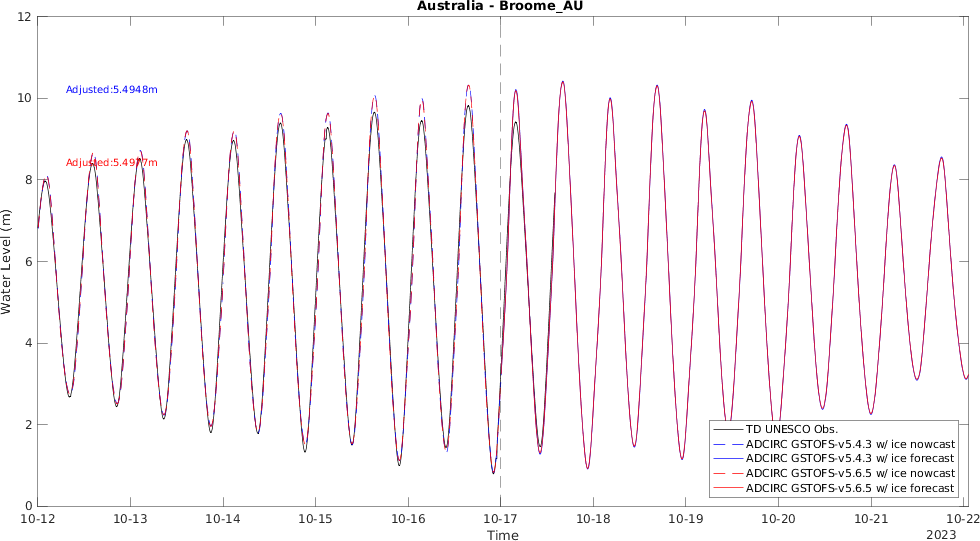 Australia - Broome_AU
12
10
8
6
4
2
0
Water Level (m)
Adjusted:5.4948m
Adjusted:5.4977m
TD UNESCO Obs.
ADCIRC GSTOFS-v5.4.3 w/ ice nowcast
ADCIRC GSTOFS-v5.4.3 w/ ice forecast
ADCIRC GSTOFS-v5.6.5 w/ ice nowcast
ADCIRC GSTOFS-v5.6.5 w/ ice forecast
10-12 10-13 10-14 10-15 10-16 10-17 10-18 10-19 10-20 10-21 10-22
Time
2023